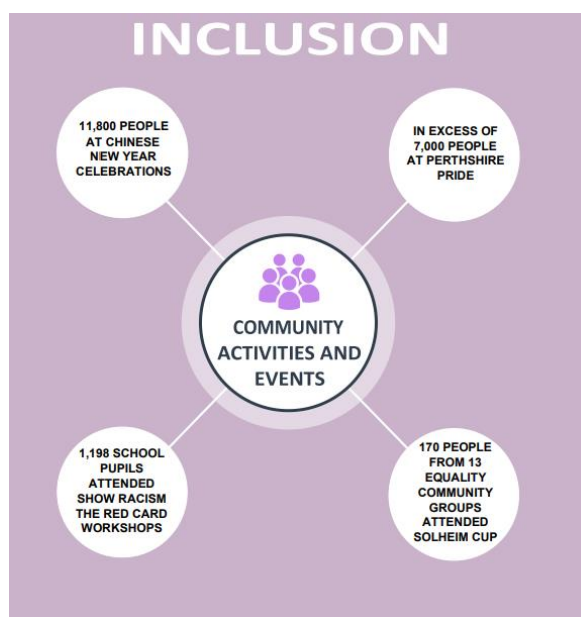 INCLUSION
11,800 PEOPLE
AT CHINESE
NEW YEAR
CELEBRATIONS
IN EXCESS OF
7,000 PEOPLE
AT PERTHSHIRE
PRIDE
COMMUNITY
ACTIVITIES AND
EVENTS
1,198 SCHOOL
PUPILS
ATTENDED
SHOW RACISM
THE RED CARD
WORKSHOPS
170 PEOPLE
FROM 13
EQUALITY
COMMUNITY
GROUPS
ATTENDED
SOLHEIM CUP